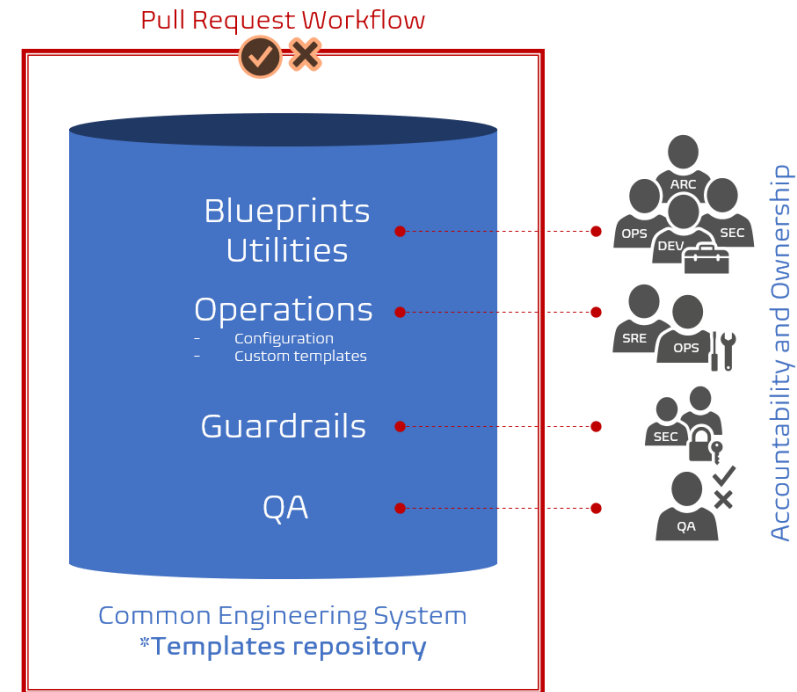 Pull Request Workflow
Blueprints
Utilities
Operations
- Configuration
- Custom templates
Guardrails
QA
Common Engineering System
*Templates repository
ARC
OPS
SEC
DEV
SRE
OPS
SEC
QA
Accountability and Ownership